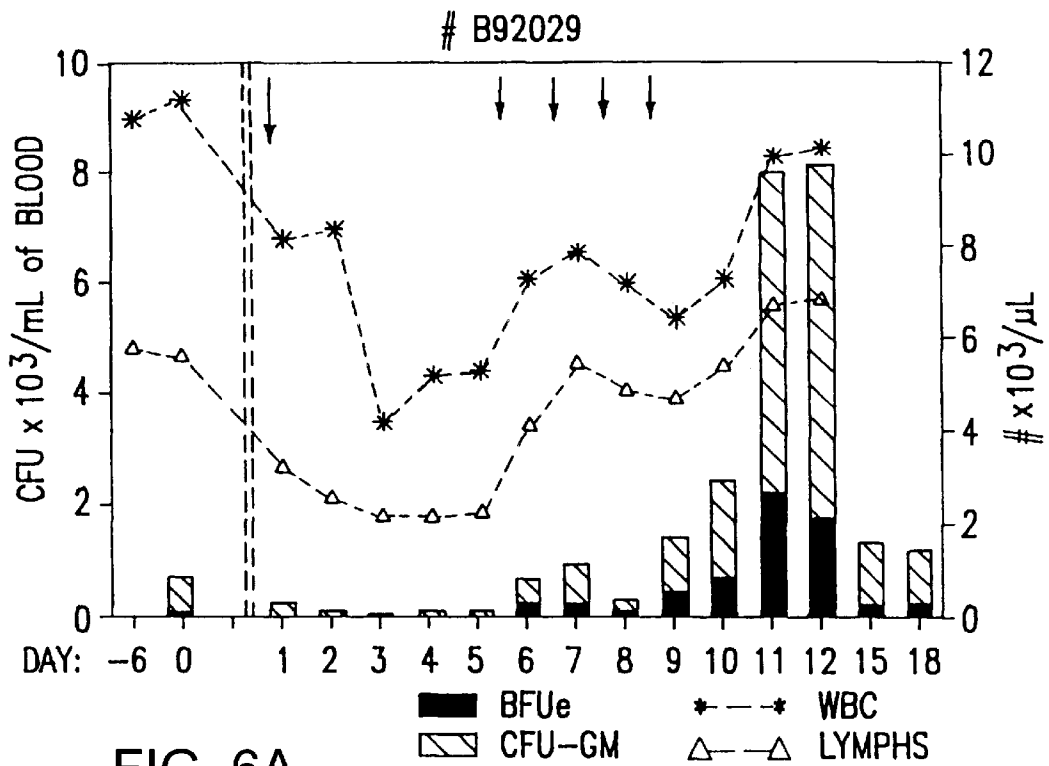 # B92029
CFU x 10³/mL of BLOOD
10
8
6
4
2
0
12
10
8
6
4
2
0
# x10³/μL
DAY: -6 0 1 2 3 4 5 6 7 8 9 10 11 12 15 18
BFUe
WBC
CFU-GM
LYMPHS
FIG. 6A